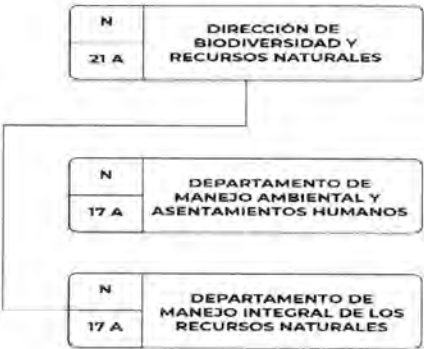 N
21 A
DIRECCIÓN DE
BIODIVERSIDAD Y
RECURSOS NATURALES
N
17 A
DEPARTAMENTO DE
MANEJO AMBIENTAL Y
ASENTAMIENTOS HUMANOS
N
17 A
DEPARTAMENTO DE
MANEJO INTEGRAL DE LOS
RECURSOS NATURALES